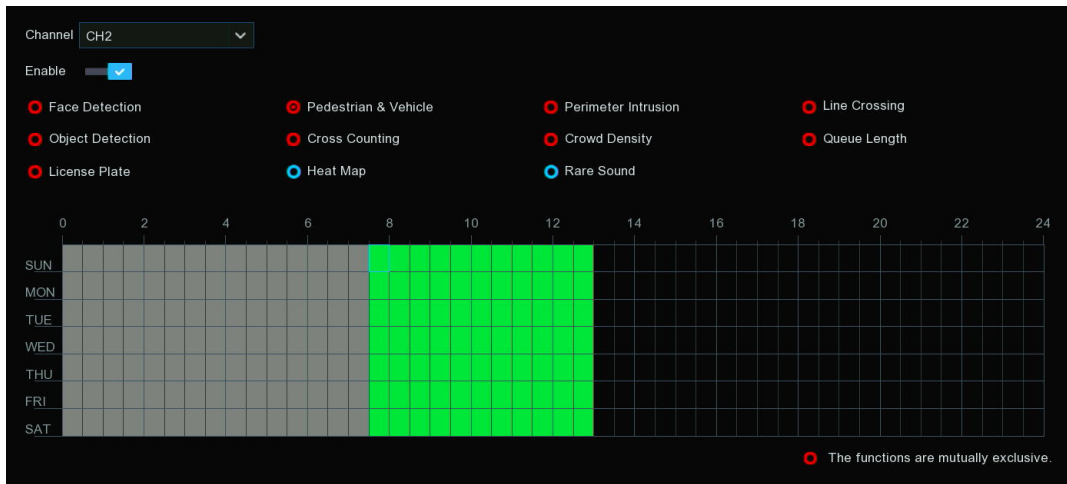 Channel CH2
Enable
Face Detection Pedestrian & Vehicle Perimeter Intrusion Line Crossing
Object Detection Cross Counting Crowd Density Queue Length
License Plate Heat Map Rare Sound
0 2 4 6 8 10 12 14 16 18 20 22 24
SUN
MON
TUE
WED
THU
FRI
SAT
The functions are mutually exclusive.